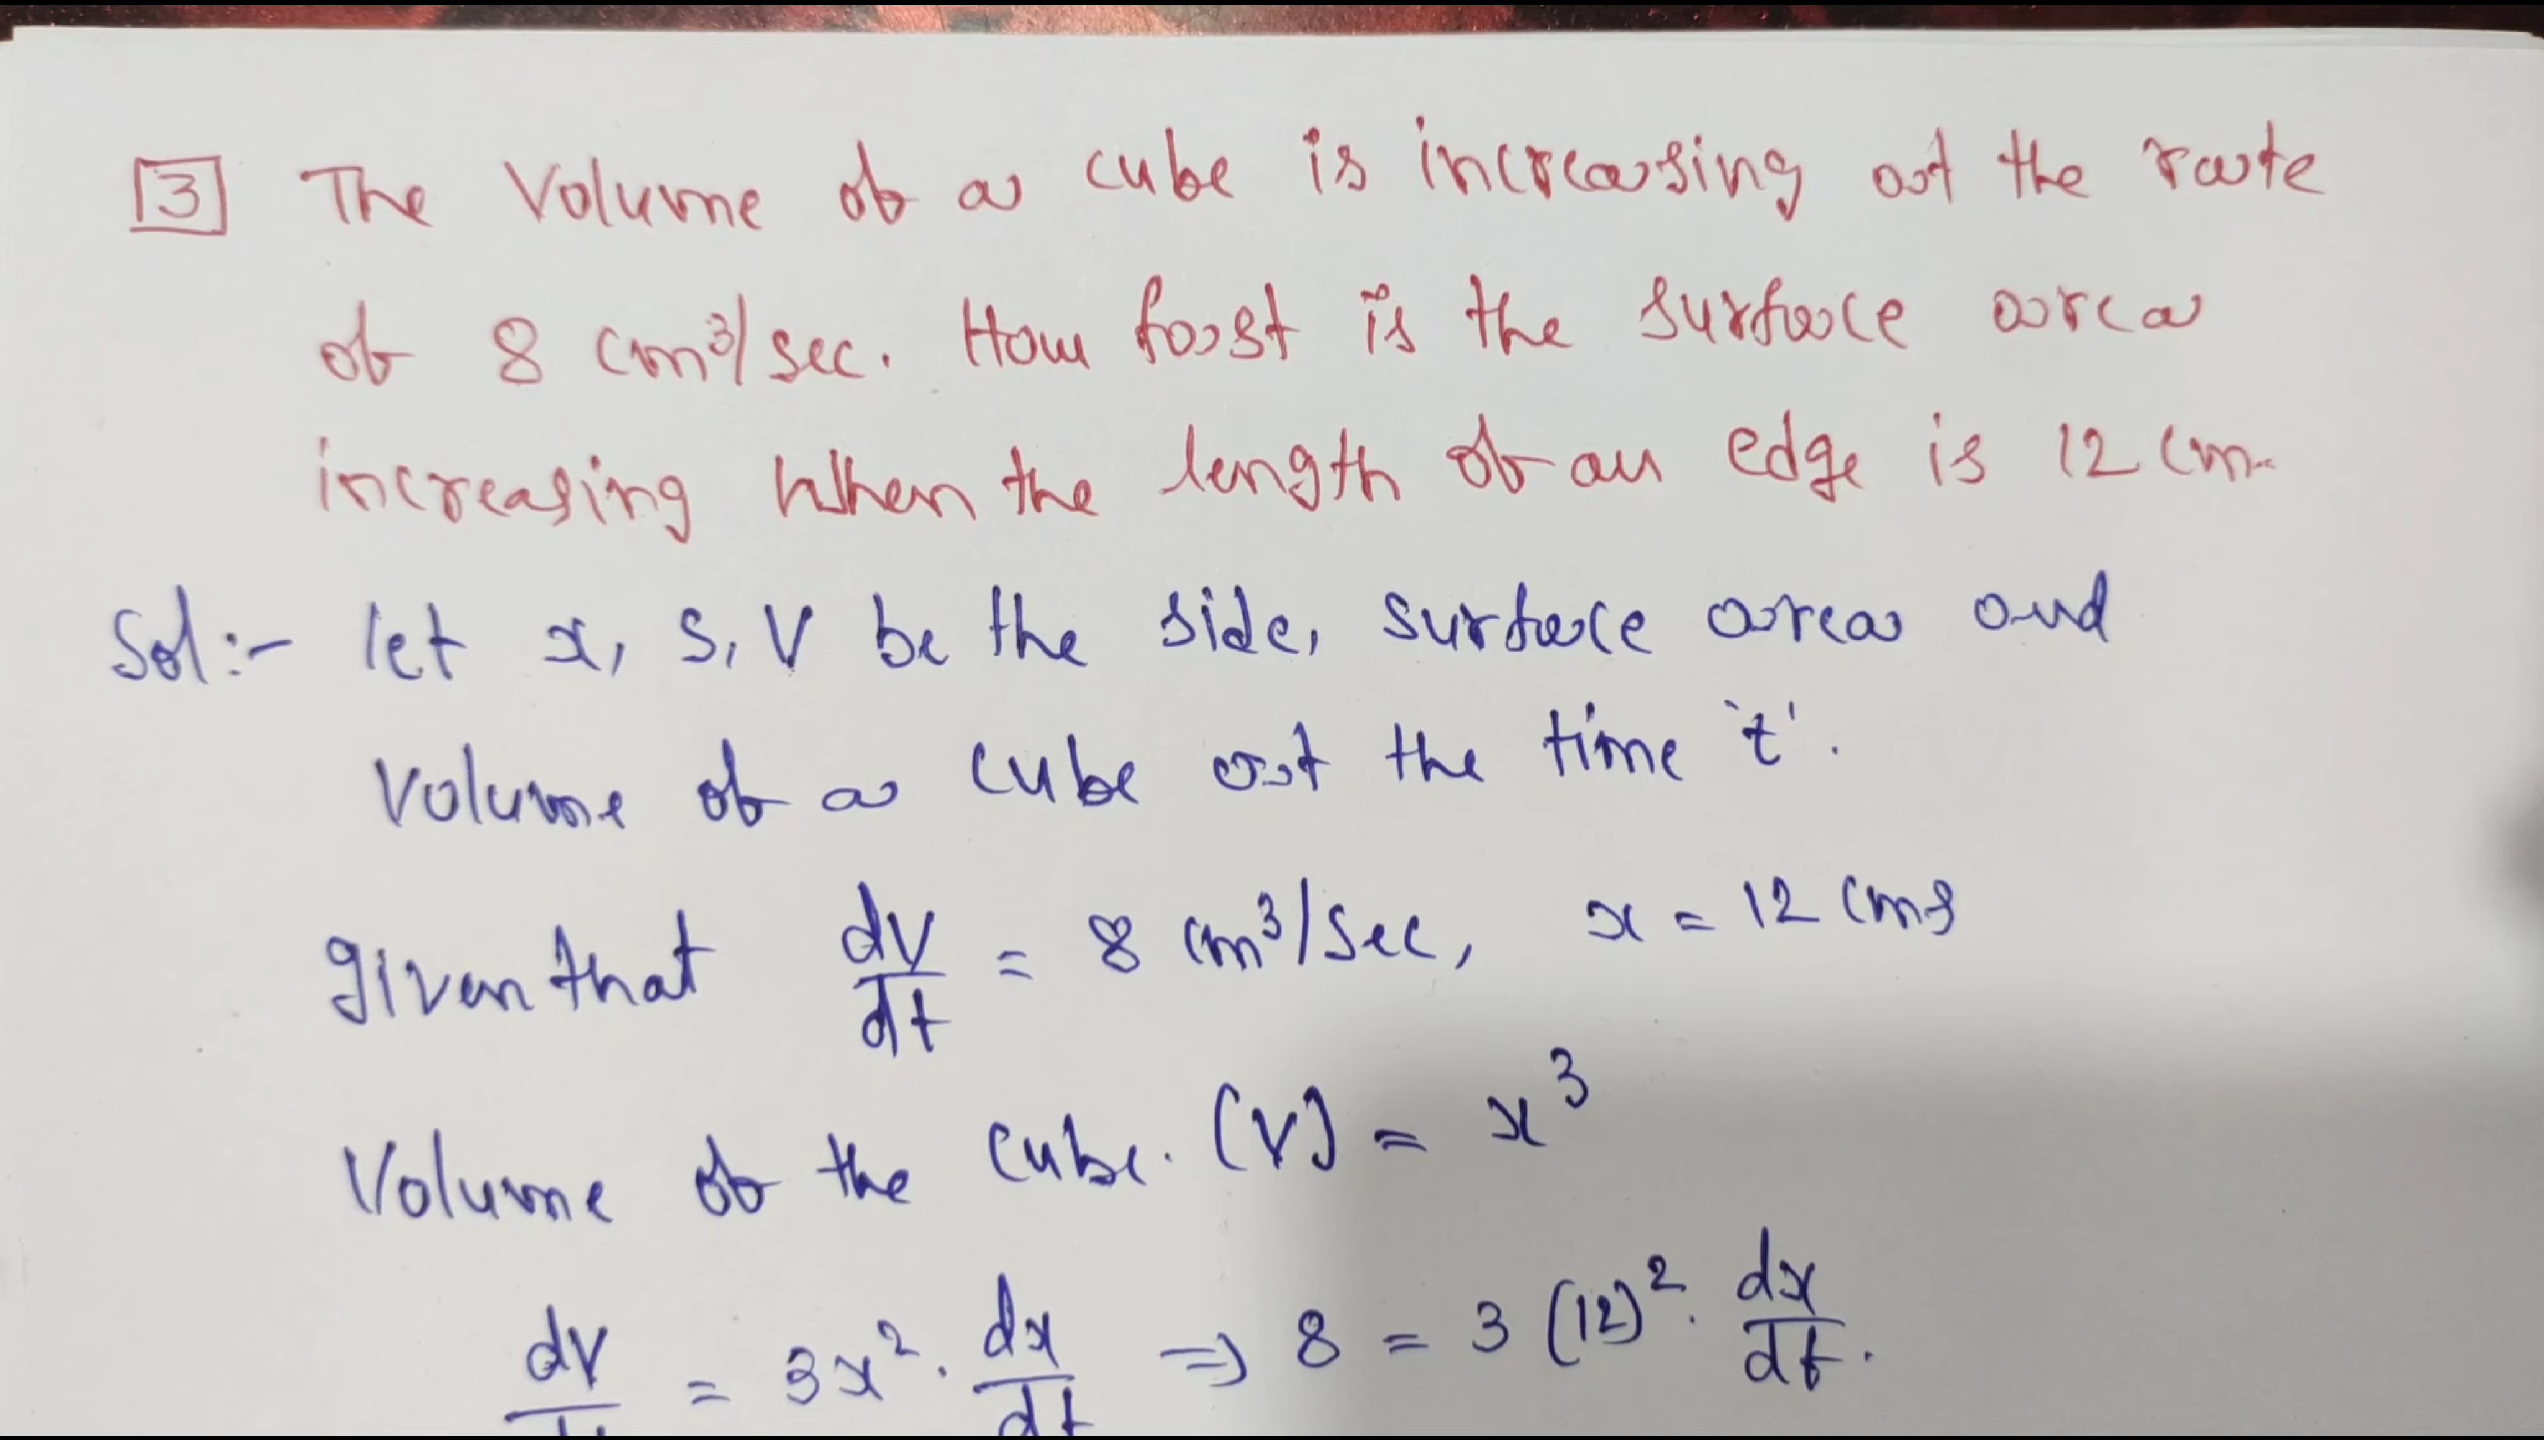 3 The Volume of a cube is increasing at the rate
of 8 cm³/sec. How fast is the surface area
increasing When the length of an edge is 12 cm.
Sol:- let x, S, V be the side, surface area and
Volume of a cube at the time 't'.
given that dV/dt = 8 cm³/sec, x = 12 cms
Volume of the cube. (V) = x³
dV/dt = 3x². dx/dt ⇒ 8 = 3 (12)². dx/dt.